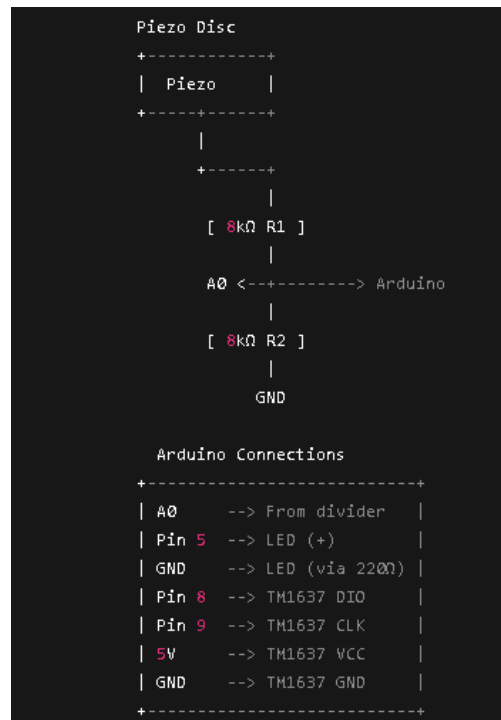 Piezo Disc
+-------------+
|  Piezo      |
+-----+-------+
|
+------+
|
[ 8kΩ R1 ]
|
A0 <--+--------> Arduino
|
[ 8kΩ R2 ]
|
GND
Arduino Connections
+---------------------------+
| A0     --> From divider   |
| Pin 5  --> LED (+)        |
| GND    --> LED (via 220Ω) |
| Pin 8  --> TM1637 DIO     |
| Pin 9  --> TM1637 CLK     |
| 5V     --> TM1637 VCC     |
| GND    --> TM1637 GND     |
+---------------------------+